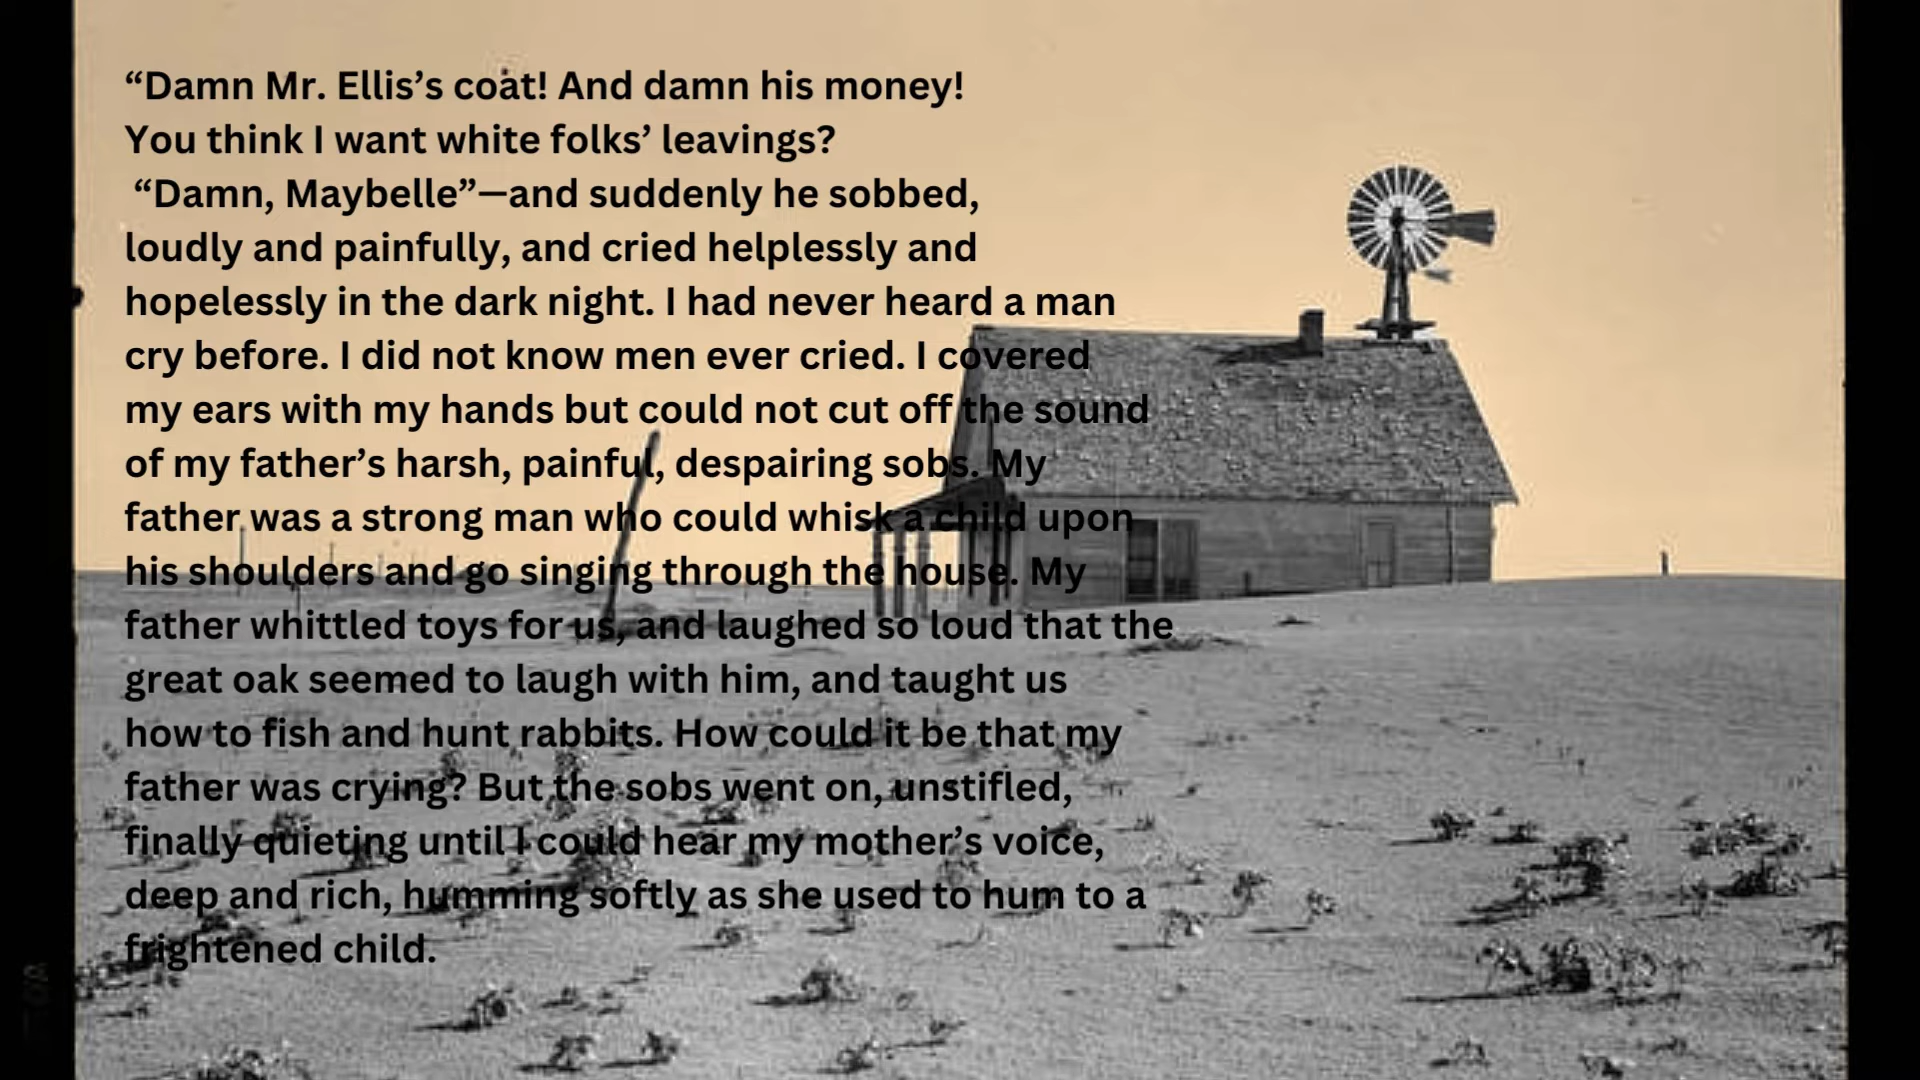 “Damn Mr. Ellis’s coat! And damn his money!
You think I want white folks’ leavings?
“Damn, Maybelle”—and suddenly he sobbed,
loudly and painfully, and cried helplessly and
hopelessly in the dark night. I had never heard a man
cry before. I did not know men ever cried. I covered
my ears with my hands but could not cut off the sound
of my father’s harsh, painful, despairing sobs. My
father was a strong man who could whisk a child upon
his shoulders and go singing through the house. My
father whittled toys for us, and laughed so loud that the
great oak seemed to laugh with him, and taught us
how to fish and hunt rabbits. How could it be that my
father was crying? But the sobs went on, unstifled,
finally quieting until I could hear my mother’s voice,
deep and rich, humming softly as she used to hum to a
frightened child.